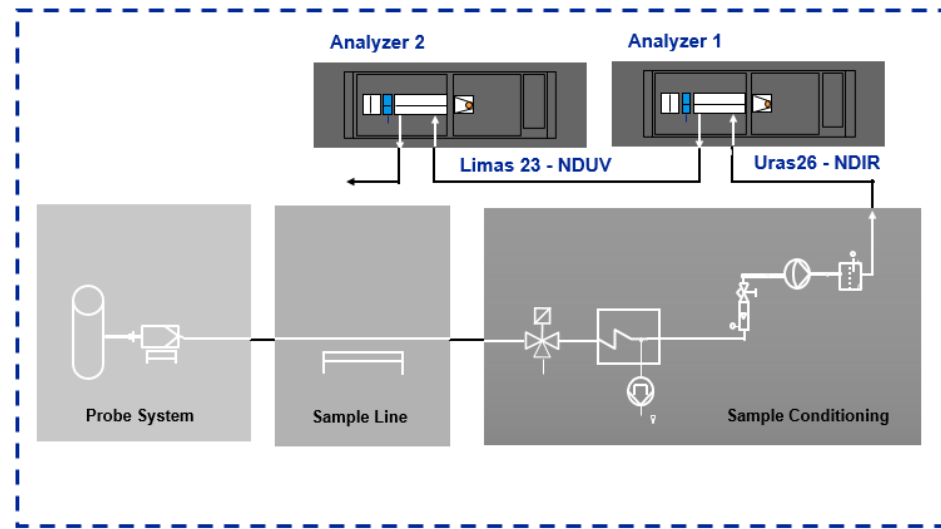 Analyzer 2
Analyzer 1
Limas 23 - NDUV
Uras26 - NDIR
Probe System
Sample Line
Sample Conditioning